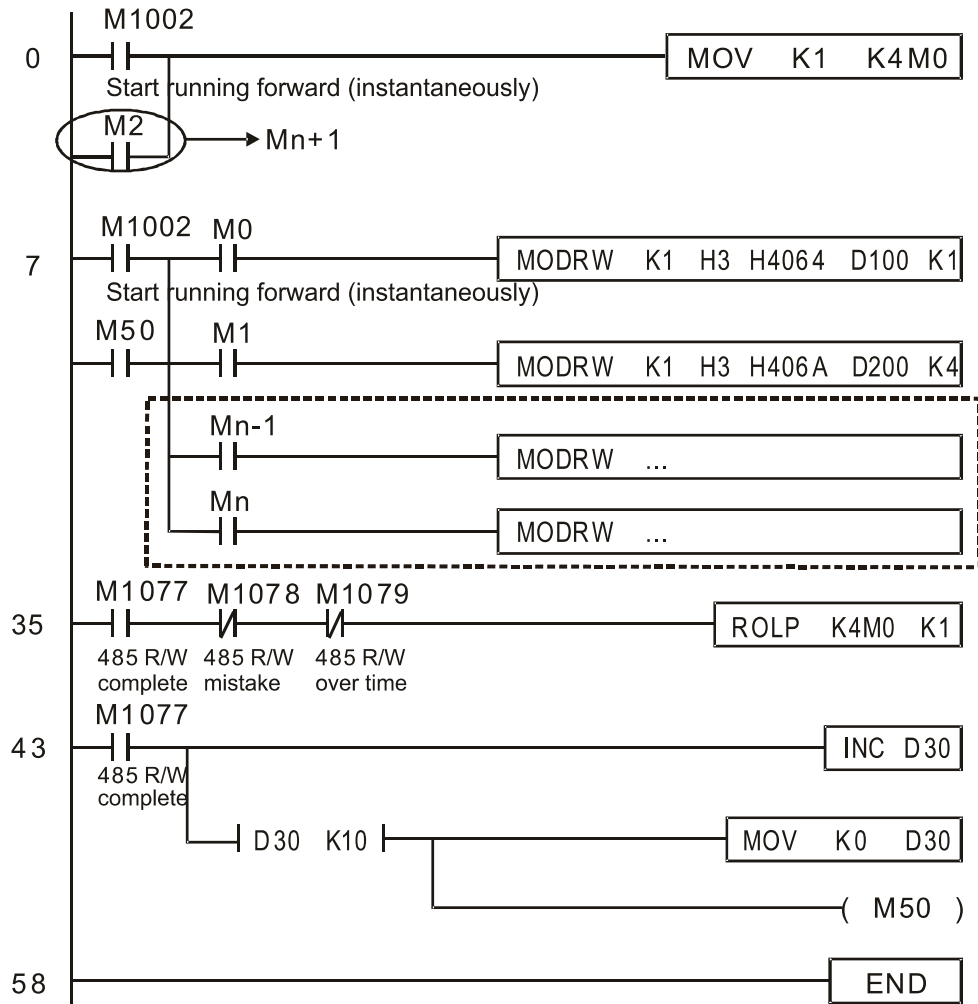 M1002
0 MOV K1 K4M0
Start running forward (instantaneously)
M2
Mn+1
M1002 M0
7 MODRW K1 H3 H4064 D100 K1
Start running forward (instantaneously)
M50 M1
MODRW K1 H3 H406A D200 K4
Mn-1
MODRW ...
Mn
MODRW ...
M1077 M1078 M1079
35 ROLP K4M0 K1
485 R/W 485 R/W 485 R/W
complete mistake over time
M1077
43 INC D30
485 R/W
complete
D30 K10 MOV K0 D30
( M50 )
58 END